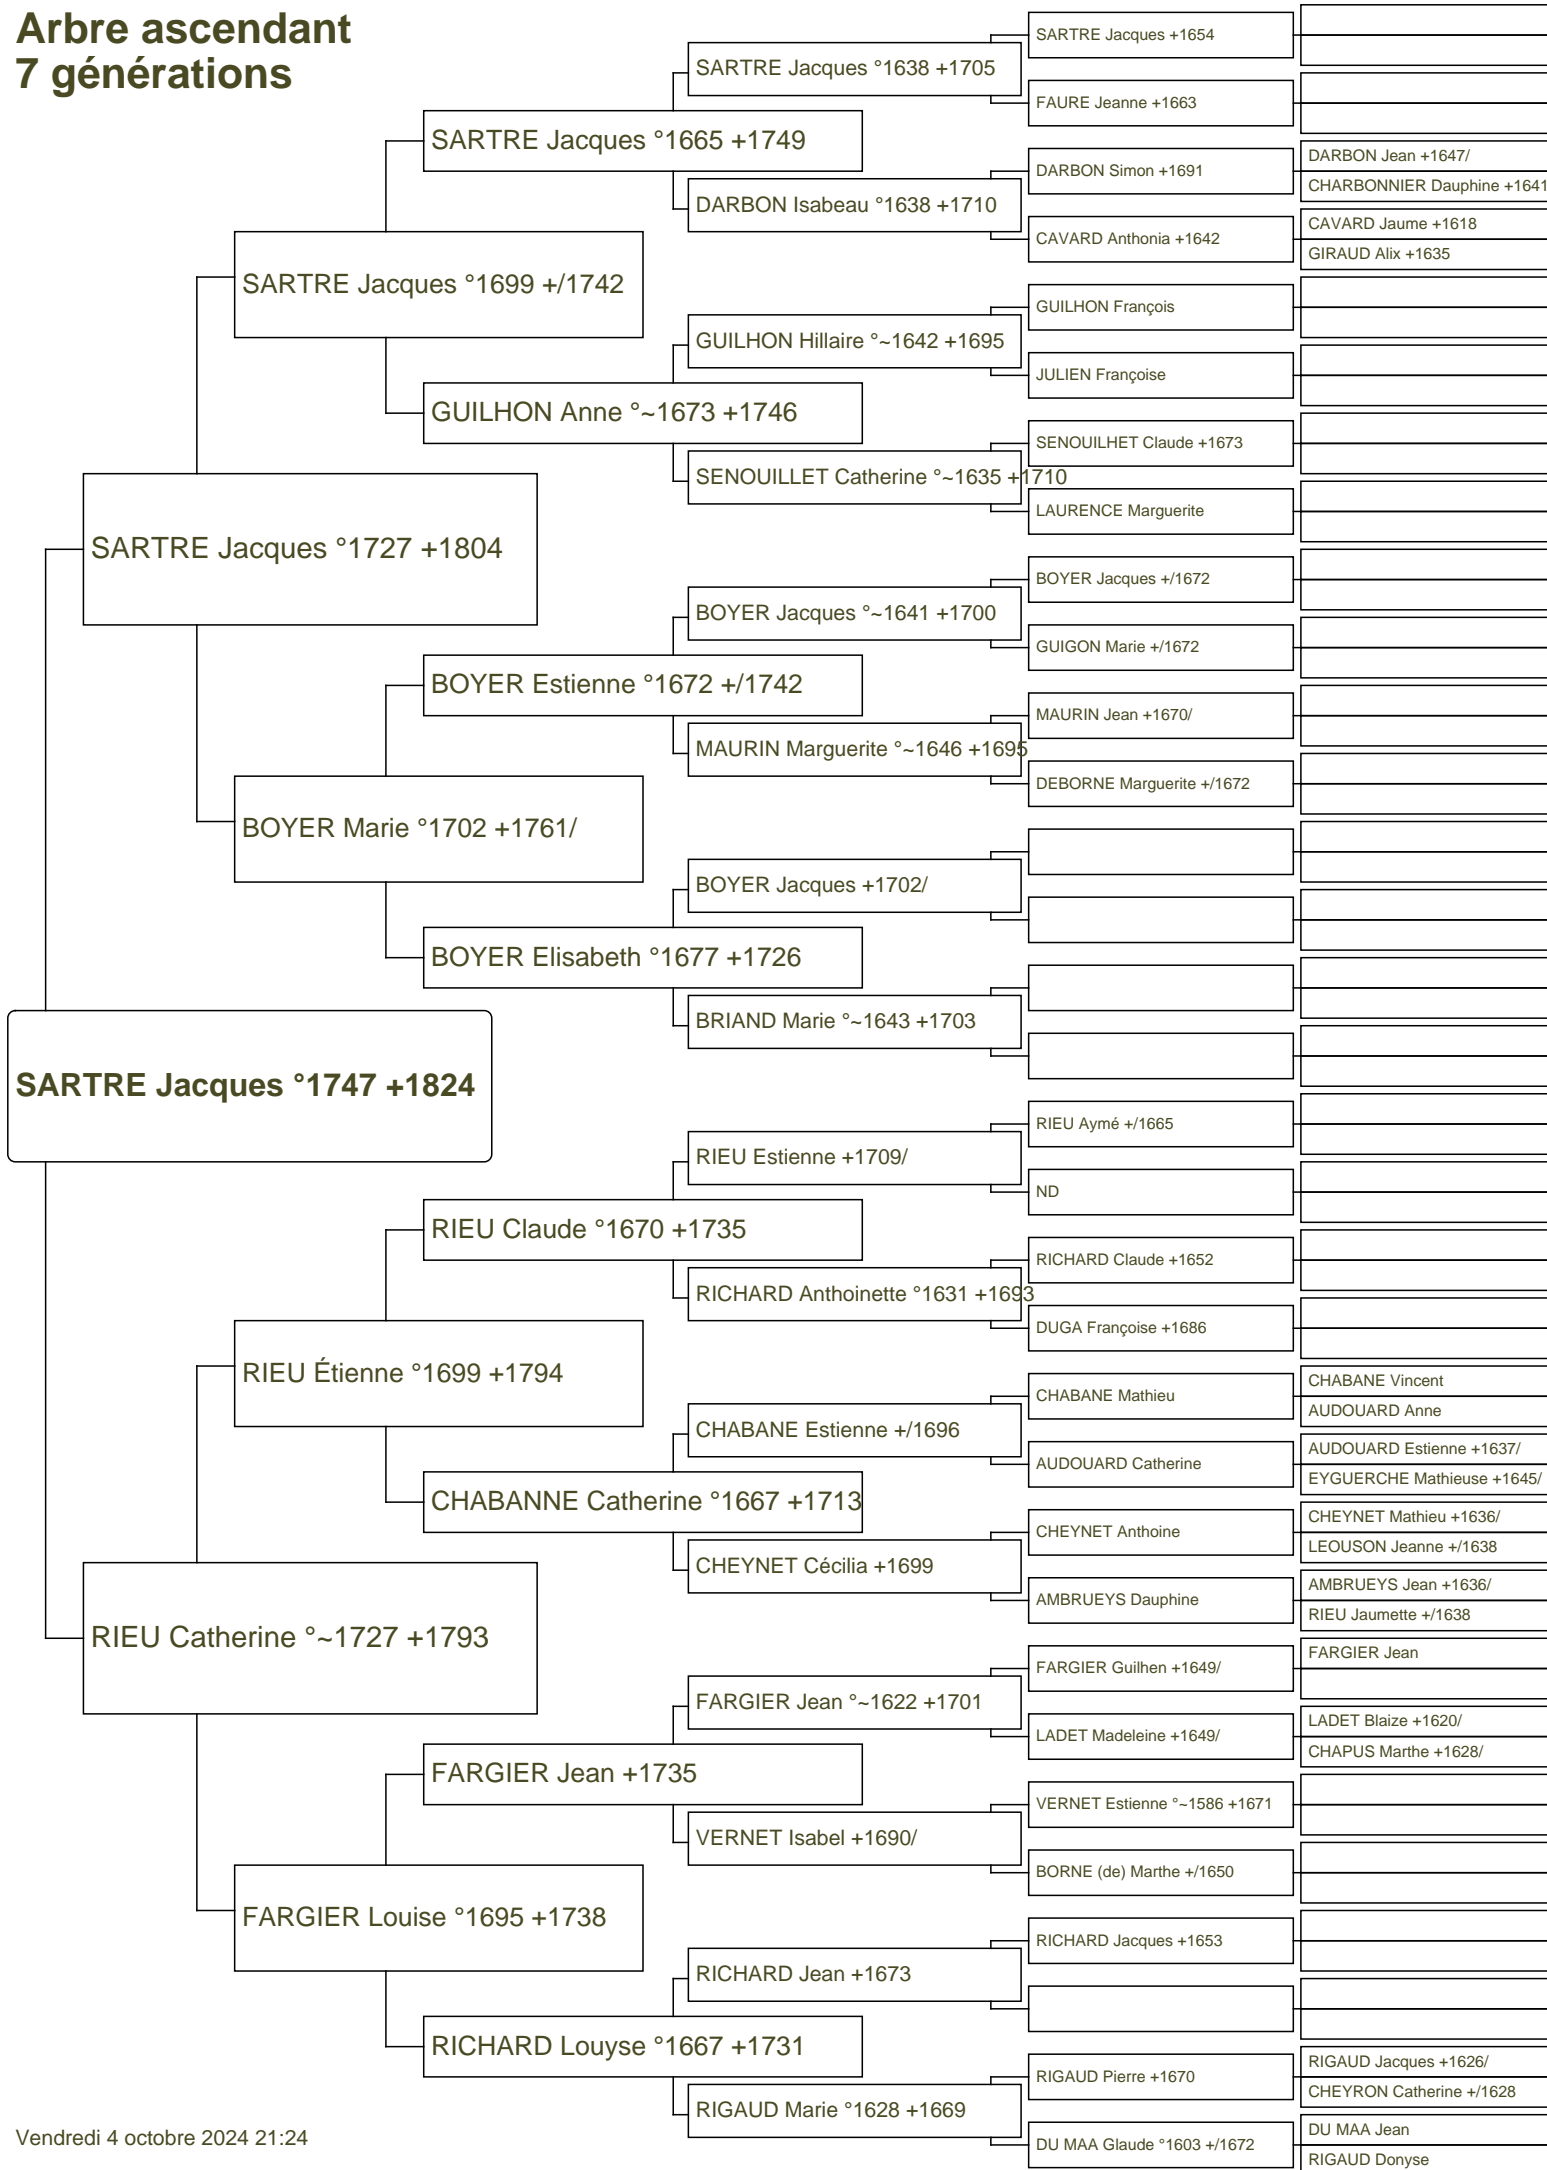 Arbre ascendant
7 générations
SARTRE Jacques +1654
SARTRE Jacques °1638 +1705
FAURE Jeanne +1663
SARTRE Jacques °1665 +1749
DARBON Jean +1647/
DARBON Simon +1691
CHARBONNIER Dauphine +1641
DARBON Isabeau °1638 +1710
CAVARD Jaume +1618
CAVARD Anthonia +1642
GIRAUD Alix +1635
SARTRE Jacques °1699 +/1742
GUILHON François
GUILHON Hillaire °~1642 +1695
JULIEN Françoise
GUILHON Anne °~1673 +1746
SENOUILHET Claude +1673
SENOUILLET Catherine °~1635 +1710
LAURENCE Marguerite
SARTRE Jacques °1727 +1804
BOYER Jacques +/1672
BOYER Jacques °~1641 +1700
GUIGON Marie +/1672
BOYER Estienne °1672 +/1742
MAURIN Jean +1670/
MAURIN Marguerite °~1646 +1695
DEBORNE Marguerite +/1672
BOYER Marie °1702 +1761/
BOYER Jacques +1702/
BOYER Elisabeth °1677 +1726
BRIAND Marie °~1643 +1703
SARTRE Jacques °1747 +1824
RIEU Aymé +/1665
RIEU Estienne +1709/
ND
RIEU Claude °1670 +1735
RICHARD Claude +1652
RICHARD Anthoinette °1631 +1693
DUGA Françoise +1686
RIEU Étienne °1699 +1794
CHABANE Vincent
CHABANE Mathieu
AUDOUARD Anne
CHABANE Estienne +/1696
AUDOUARD Estienne +1637/
AUDOUARD Catherine
EYGUERCHE Mathieuse +1645/
CHABANNE Catherine °1667 +1713
CHEYNET Mathieu +1636/
CHEYNET Anthoine
LEOUSON Jeanne +/1638
CHEYNET Cécilia +1699
AMBRUEYS Jean +1636/
AMBRUEYS Dauphine
RIEU Jaumette +/1638
RIEU Catherine °~1727 +1793
FARGIER Jean
FARGIER Guilhen +1649/
FARGIER Jean °~1622 +1701
LADET Blaize +1620/
LADET Madeleine +1649/
CHAPUS Marthe +1628/
FARGIER Jean +1735
VERNET Estienne °~1586 +1671
VERNET Isabel +1690/
BORNE (de) Marthe +/1650
FARGIER Louise °1695 +1738
RICHARD Jacques +1653
RICHARD Jean +1673
RICHARD Louyse °1667 +1731
RIGAUD Jacques +1626/
RIGAUD Pierre +1670
CHEYRON Catherine +/1628
RIGAUD Marie °1628 +1669
DU MAA Jean
DU MAA Glaude °1603 +/1672
RIGAUD Donyse
Vendredi 4 octobre 2024 21:24